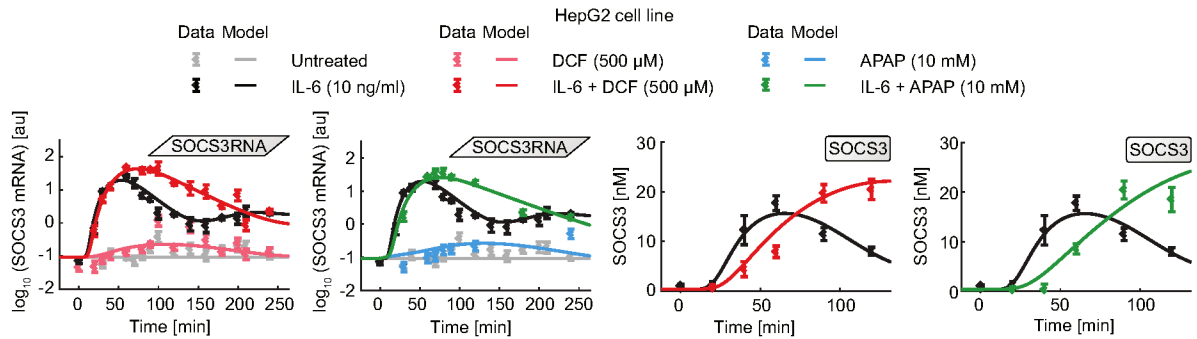 HepG2 cell line
Data Model Data Model Data Model
Untreated DCF (500 µM) APAP (10 mM)
IL-6 (10 ng/ml) IL-6 + DCF (500 µM) IL-6 + APAP (10 mM)
log10 (SOCS3 mRNA) [au]
2
1
0
-1
-2
SOCS3RNA
0 50 100 150 200 250
Time [min]
log10 (SOCS3 mRNA) [au]
2
1
0
-1
-2
SOCS3RNA
0 50 100 150 200 250
Time [min]
SOCS3 [nM]
30
20
10
0
SOCS3
0 50 100
Time [min]
SOCS3 [nM]
30
20
10
0
SOCS3
0 50 100
Time [min]